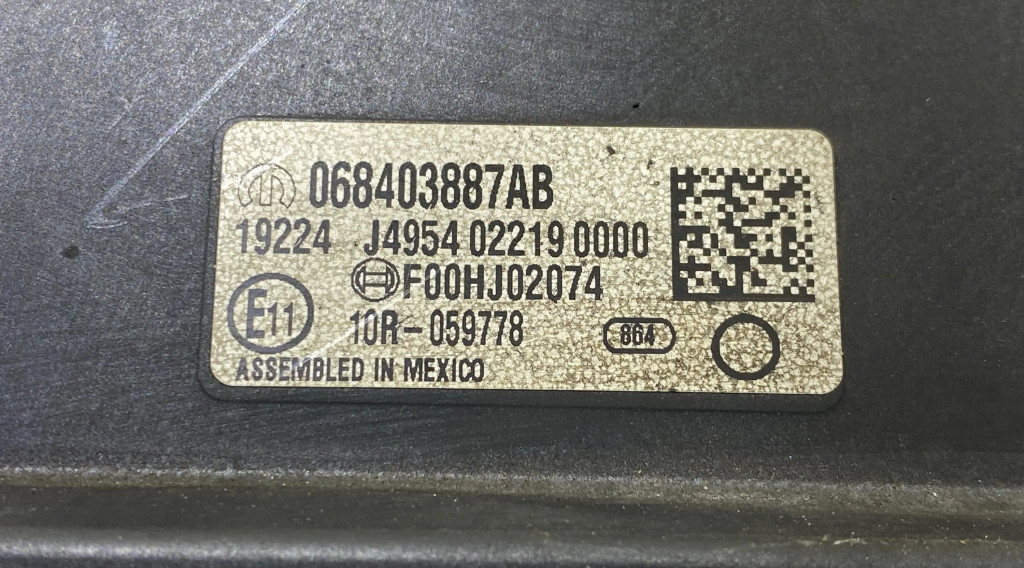 068403887AB
19224 J4954 02219 0000
F00HJ02074
E11 10R-059778 864
ASSEMBLED IN MEXICO